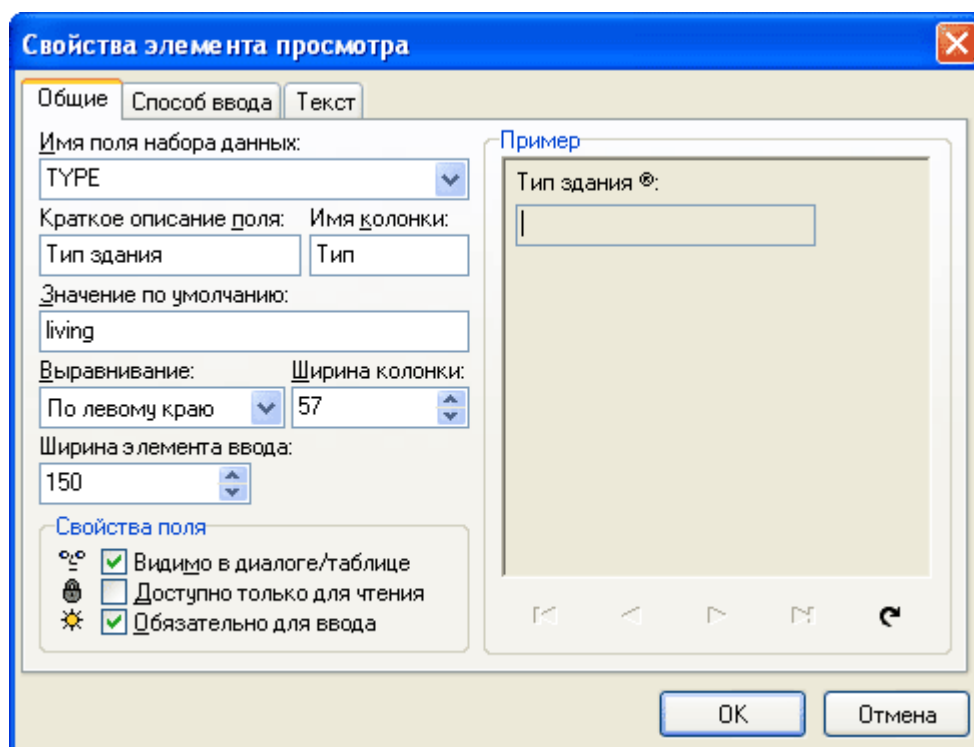 Свойства элемента просмотра
Общие Способ ввода Текст
Имя поля набора данных:
TYPE
Краткое описание поля: Имя колонки:
Тип здания Тип
Значение по умолчанию:
living
Выравнивание: Ширина колонки:
По левому краю 57
Ширина элемента ввода:
150
Свойства поля
Видимо в диалоге/таблице
Доступно только для чтения
Обязательно для ввода
Пример
Тип здания ®:
OK Отмена